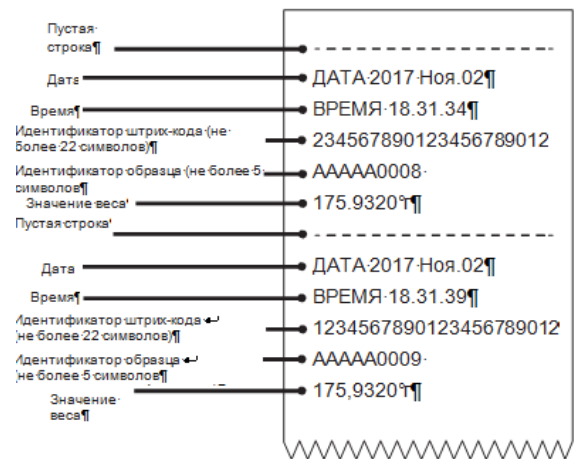 Пустая·
строка¶
- - - - - - - - - - - - - - - - -
Дата
ДАТА·2017·Ноя.02¶
Время¶
ВРЕМЯ·18.31.34¶
Идентификатор·штрих-кода·(не·
более·22·символов)¶
234567890123456789012
Идентификатор·образца·(не·более·5·
символов¶
AAAAA0008·
Значение·веса'
175.9320°г¶
Пустая·строка'
- - - - - - - - - - - - - - - - -
Дата
ДАТА·2017·Ноя.02¶
Время¶
ВРЕМЯ·18.31.39¶
Идентификатор·штрих-кода·↵
(не·более·22·символов)¶
1234567890123456789012'
Идентификатор·образца·↵
(не·более·5·символов¶
AAAAA0009·
Значение·
веса¶
175,9320°г¶